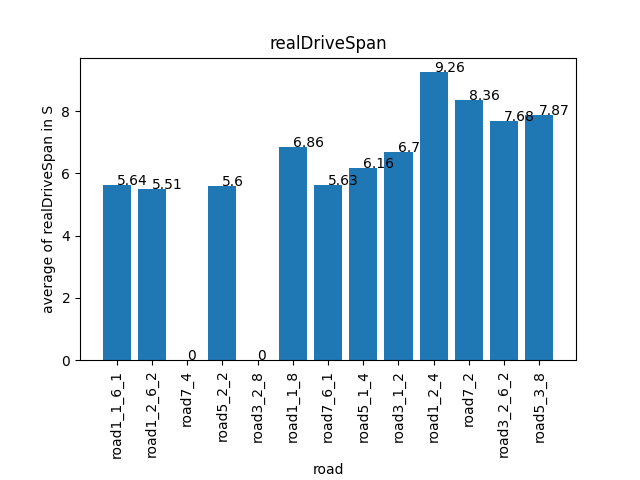 realDriveSpan
average of realDriveSpan in S
8
6
4
2
0
5.64
5.51
0
5.6
0
6.86
5.63
6.16
6.7
9.26
8.36
7.68
7.87
road1_1_6_1
road1_2_6_2
road7_4
road5_2_2
road3_2_8
road1_1_8
road7_6_1
road5_1_4
road3_1_2
road1_2_4
road7_2
road3_2_6_2
road5_3_8
road